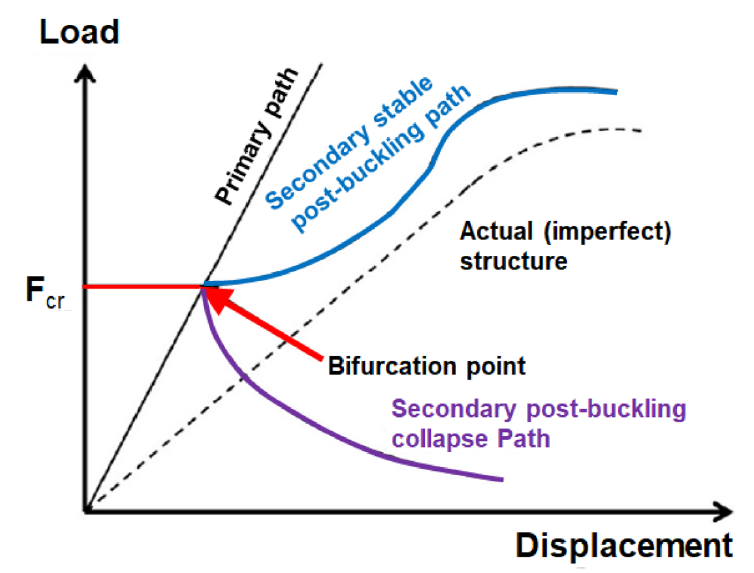 Load
Primary path
Secondary stable
post-buckling path
Actual (imperfect)
structure
Fcr
Bifurcation point
Secondary post-buckling
collapse Path
Displacement